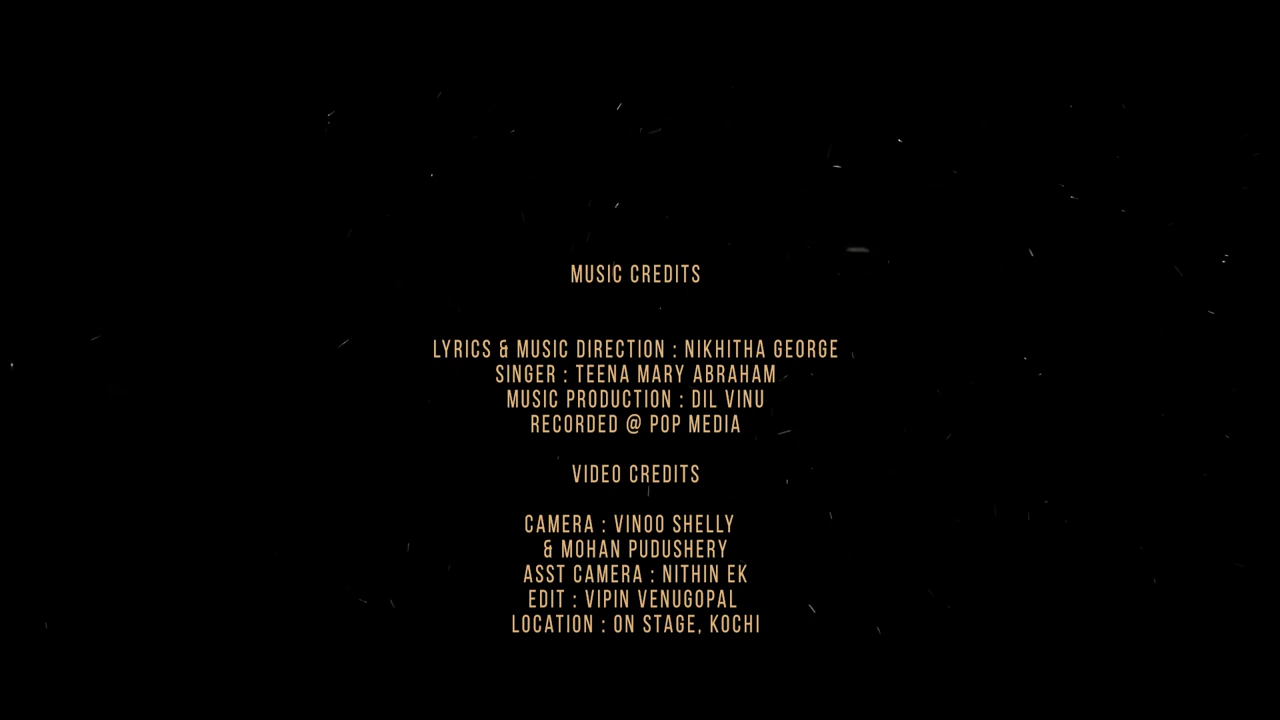 MUSIC CREDITS
LYRICS & MUSIC DIRECTION : NIKHITHA GEORGE
SINGER : TEENA MARY ABRAHAM
MUSIC PRODUCTION : DIL VINU
RECORDED @ POP MEDIA
VIDEO CREDITS
CAMERA : VINOO SHELLY
& MOHAN PUDUSHERY
ASST CAMERA : NITHIN EK
EDIT : VIPIN VENUGOPAL
LOCATION : ON STAGE, KOCHI